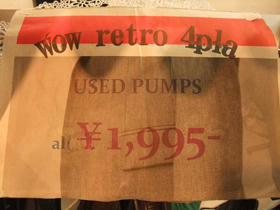 wow retro 4pla
USED PUMPS
all ¥1,995-